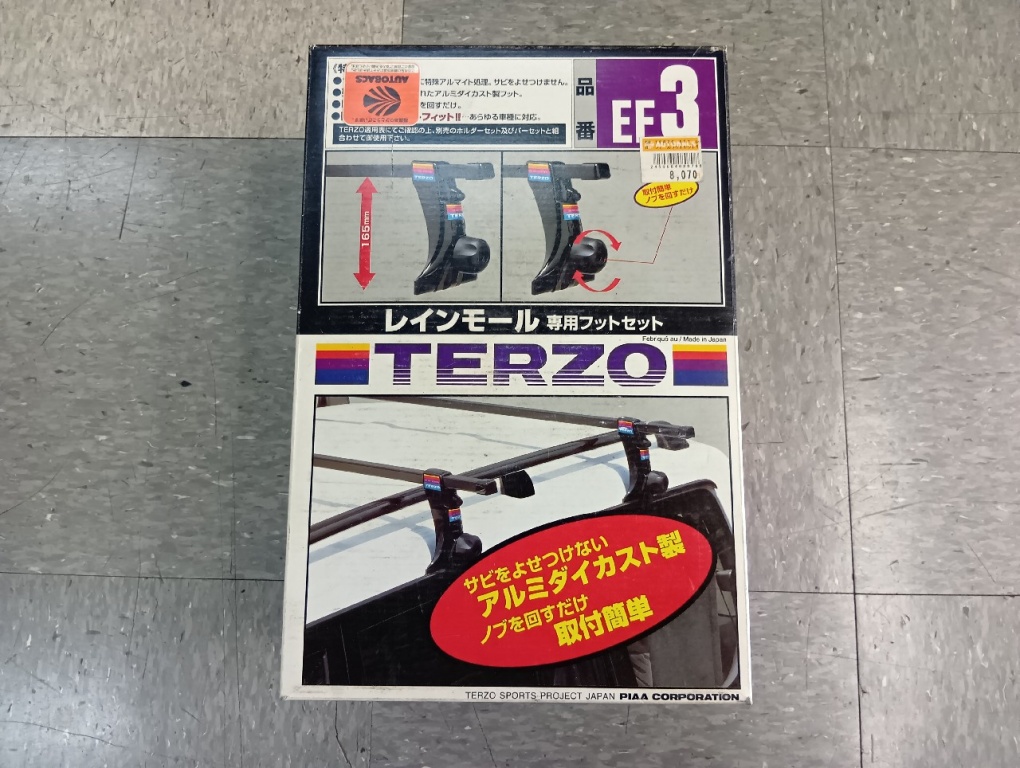 《特
AUTOBACS
に特殊アルマイト処理。サビをよせつけません。
れたアルミダイカスト製フット。
を回すだけ。
フィット!!…あらゆる車種に対応。
TERZO適用表にてご確認の上、別売のホルダーセット及びバーセットと組
合わせて御使用下さい。
品番
EF3
8,070
取付簡単
ノブを回すだけ
165mm
TERZO
TERZO
TERZO
TERZO
レインモール 専用フットセット
Fabriqué au / Made in Japan
TERZO
TERZO
TERZO
サビをよせつけない
アルミダイカスト製
ノブを回すだけ
取付簡単
TERZO SPORTS PROJECT JAPAN PIAA CORPORATION